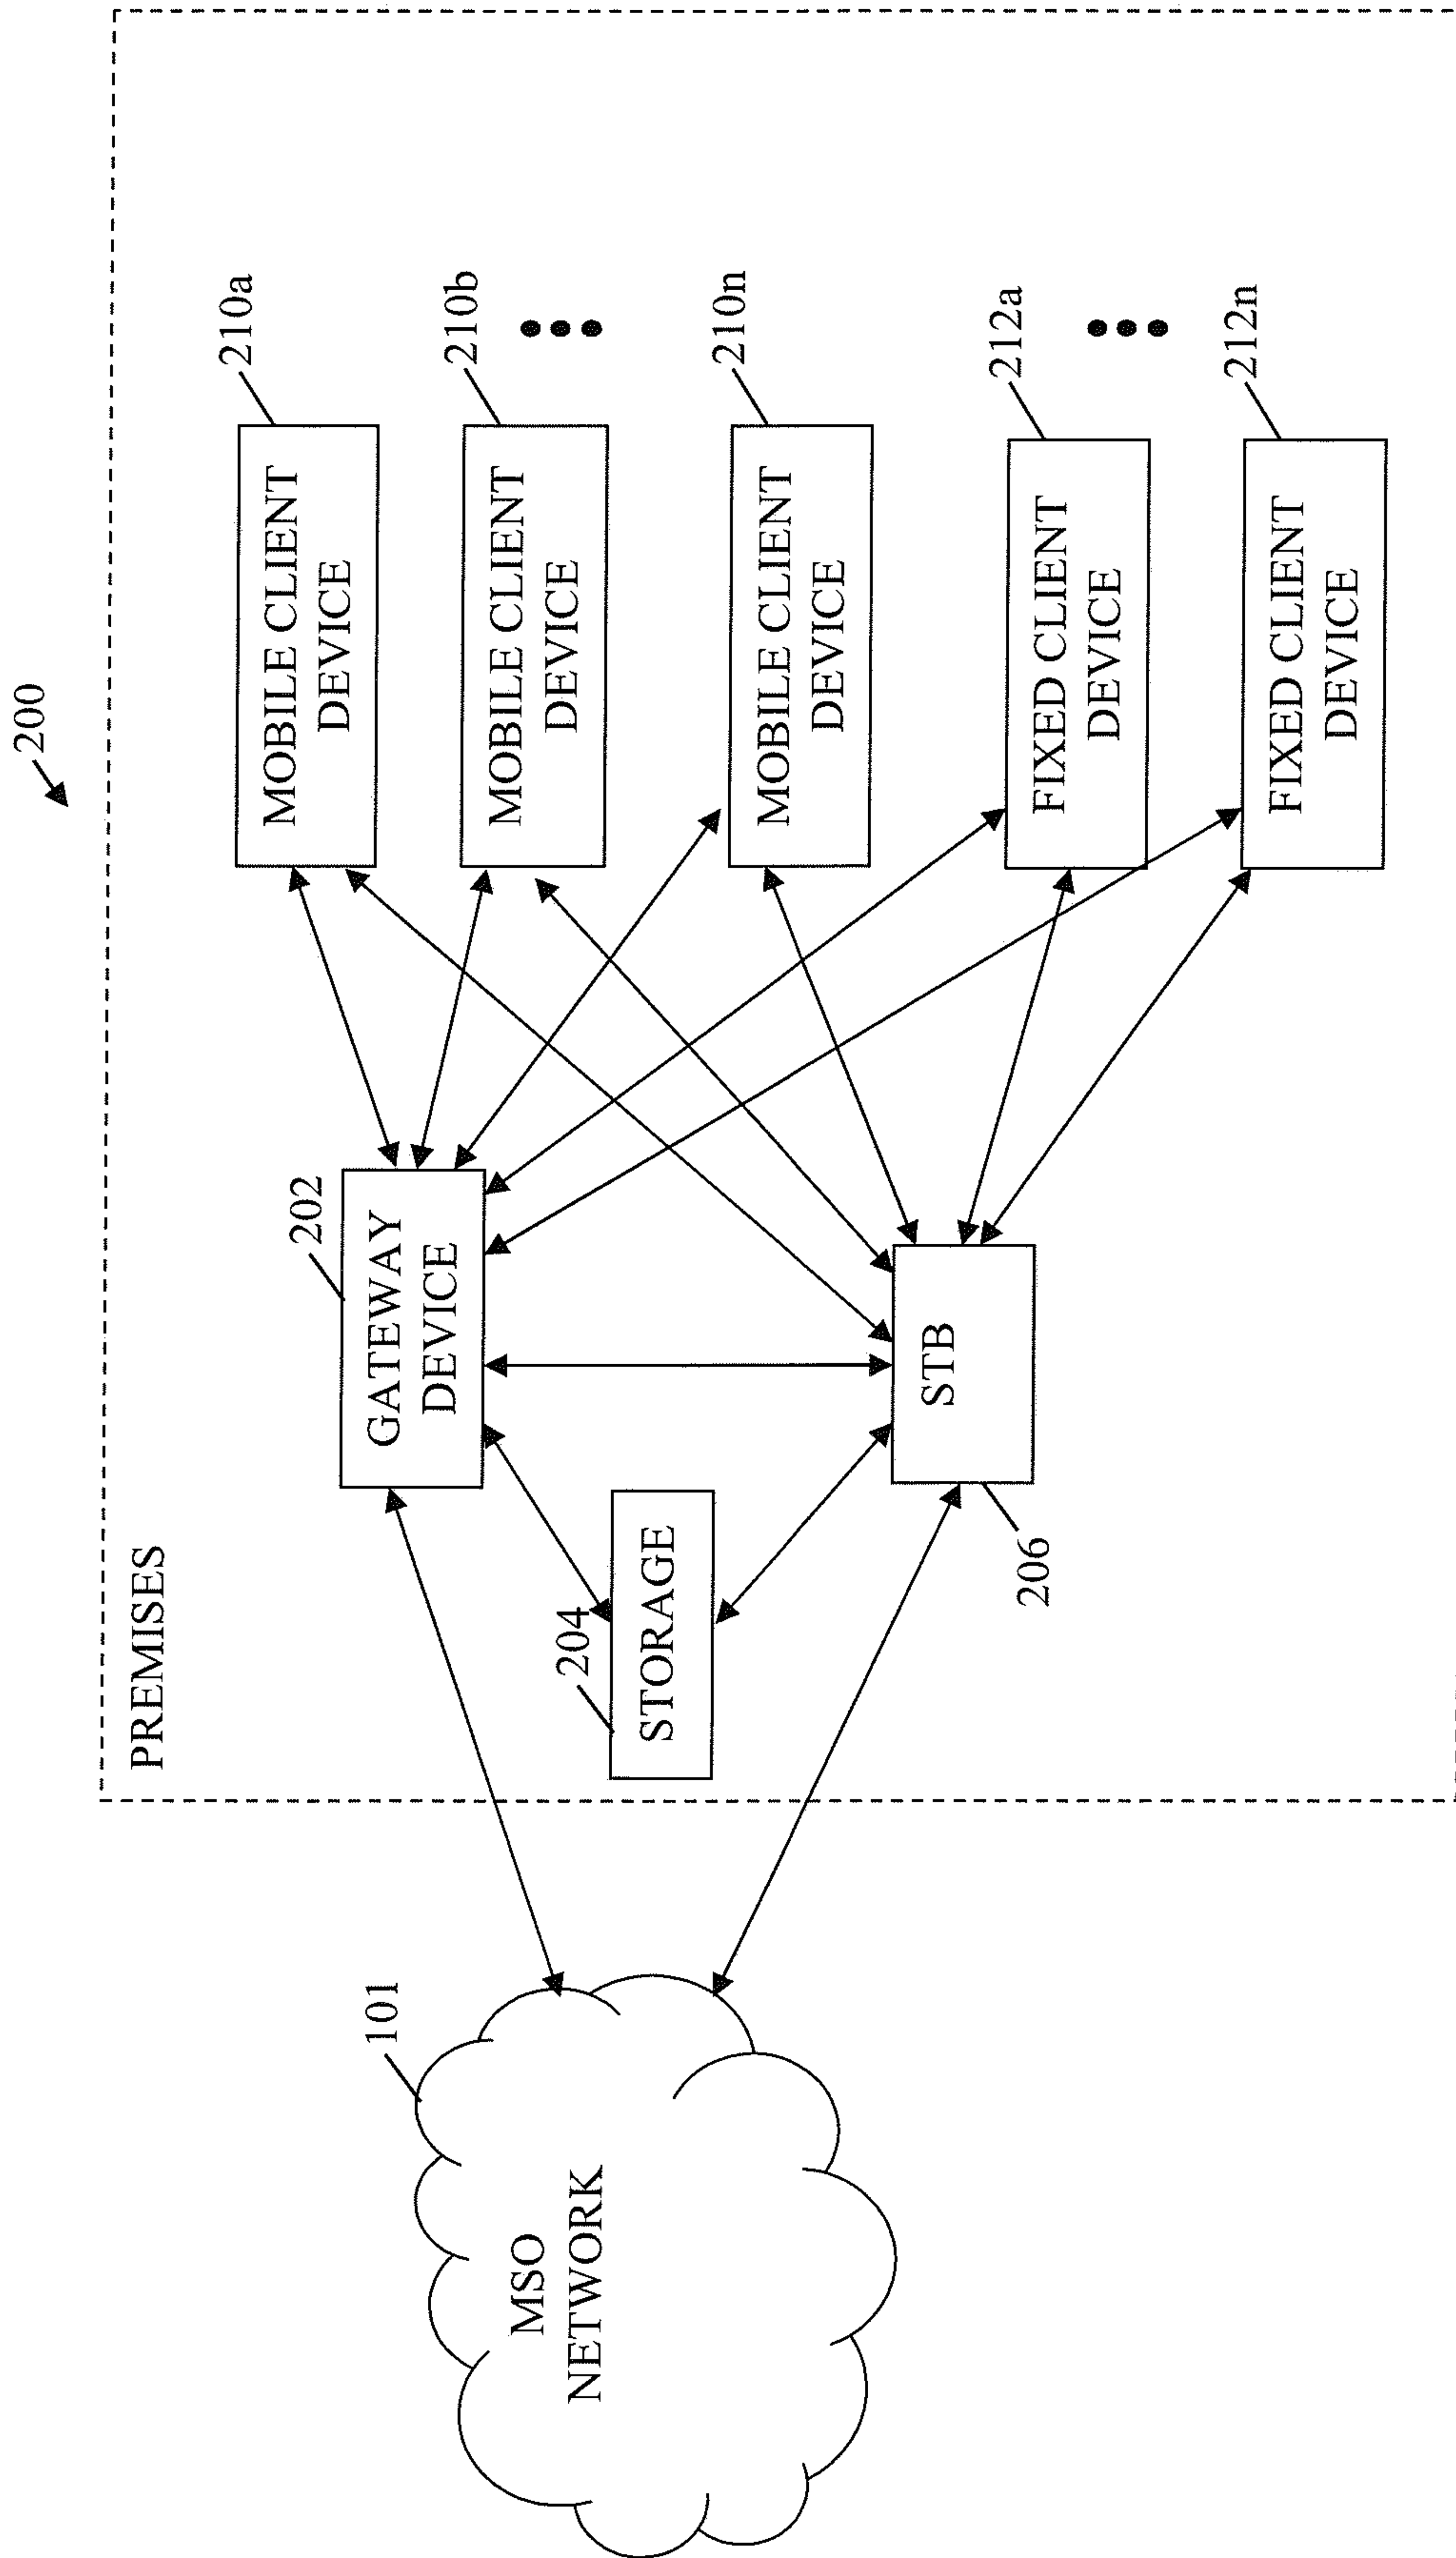 200
PREMISES
101
MSO
NETWORK
202
GATEWAY
DEVICE
204
STORAGE
STB
206
MOBILE CLIENT
DEVICE
210a
MOBILE CLIENT
DEVICE
210b
MOBILE CLIENT
DEVICE
210n
FIXED CLIENT
DEVICE
212a
FIXED CLIENT
DEVICE
212n